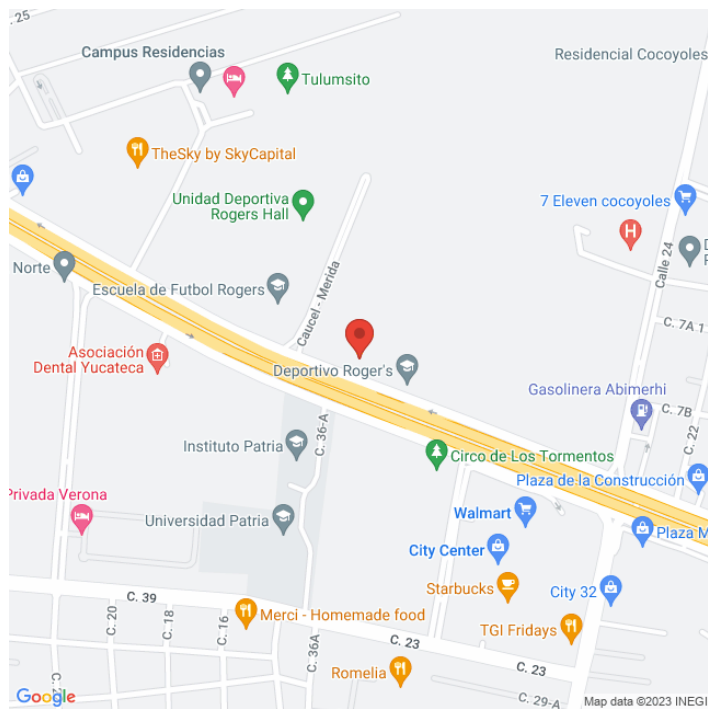 25
Campus Residencias
Residencial Cocoyoles
Tulumsito
TheSky by SkyCapital
Unidad Deportiva
Rogers Hall
7 Eleven cocoyoles
H
D
F
Calle 24
Norte
Escuela de Futbol Rogers
Caucel - Merida
C. 7A 1
Asociación
Dental Yucateca
Deportivo Roger's
Gasolinera Abimerhi
C. 7B
C. 22
C. 36-A
Instituto Patria
Circo de Los Tormentos
Plaza de la Construcción
Privada Verona
Universidad Patria
Walmart
Plaza M
City Center
Starbucks
City 32
C. 39
C. 20
C. 18
C. 16
Merci - Homemade food
TGI Fridays
C. 36A
C. 23
Romelia
C. 23
C. 29-A
Google
Map data ©2023 INEGI